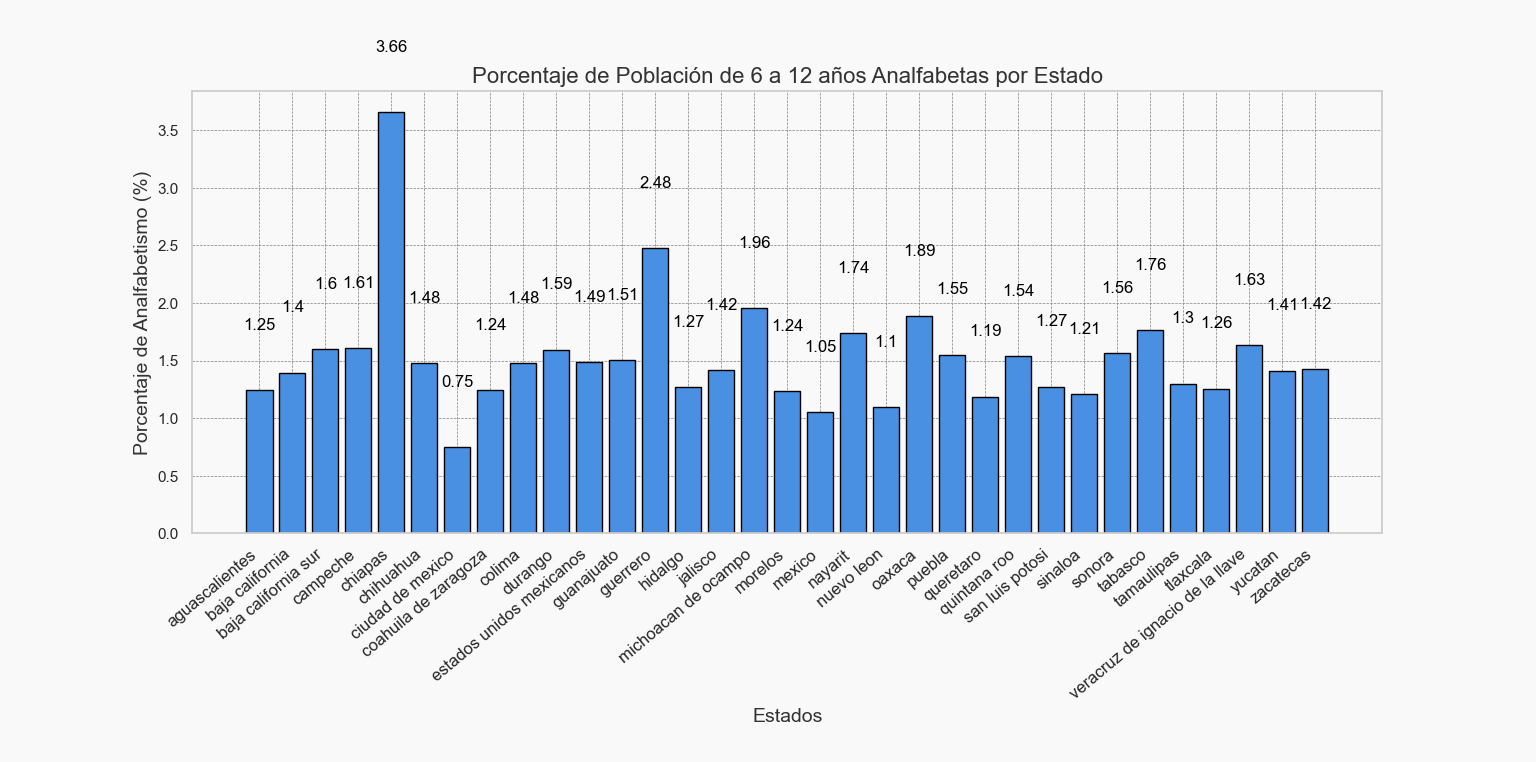 3.66
Porcentaje de Población de 6 a 12 años Analfabetas por Estado
Porcentaje de Analfabetismo (%)
3.5
3.0
2.5
2.0
1.5
1.0
0.5
0.0
1.25
1.4
1.6
1.61
1.48
0.75
1.24
1.48
1.59
1.49
1.51
2.48
1.27
1.42
1.96
1.24
1.05
1.74
1.1
1.89
1.55
1.19
1.54
1.27
1.21
1.56
1.76
1.3
1.26
1.63
1.41
1.42
aguascalientes
baja california
baja california sur
campeche
chiapas
chihuahua
ciudad de mexico
coahuila de zaragoza
colima
durango
estados unidos mexicanos
guanajuato
guerrero
hidalgo
jalisco
michoacan de ocampo
morelos
mexico
nayarit
nuevo leon
oaxaca
puebla
queretaro
quintana roo
san luis potosi
sinaloa
sonora
tabasco
tamaulipas
tlaxcala
veracruz de ignacio de la llave
yucatan
zacatecas
Estados